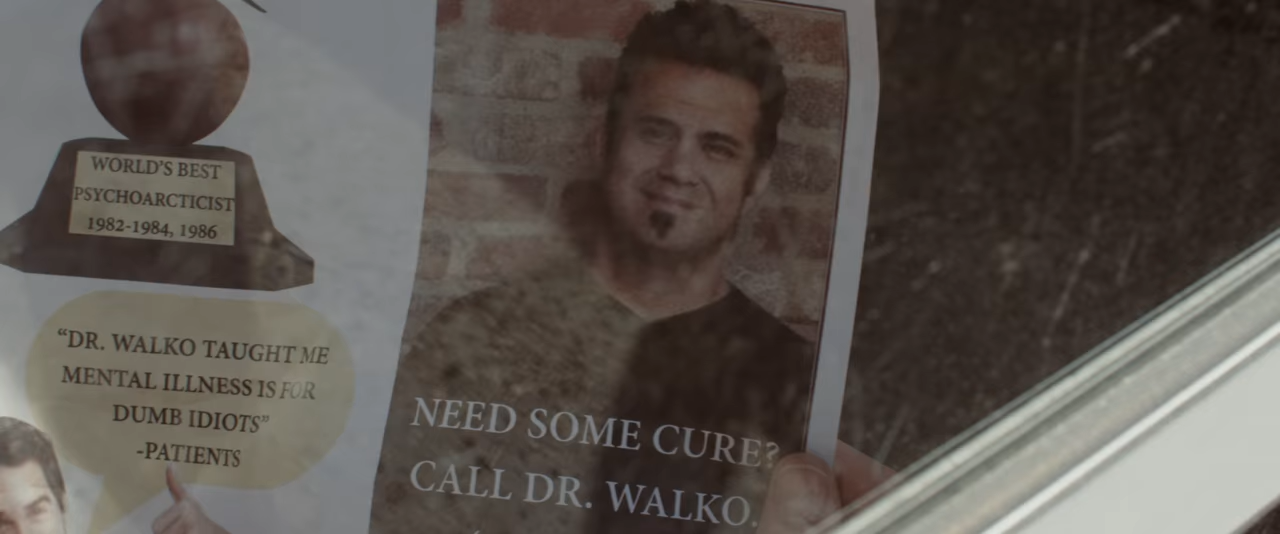 WORLD'S BEST
PSYCHOARCTICIST
1982-1984, 1986
"DR. WALKO TAUGHT ME
MENTAL ILLNESS IS FOR
DUMB IDIOTS"
-PATIENTS
NEED SOME CURE?
CALL DR. WALKO.